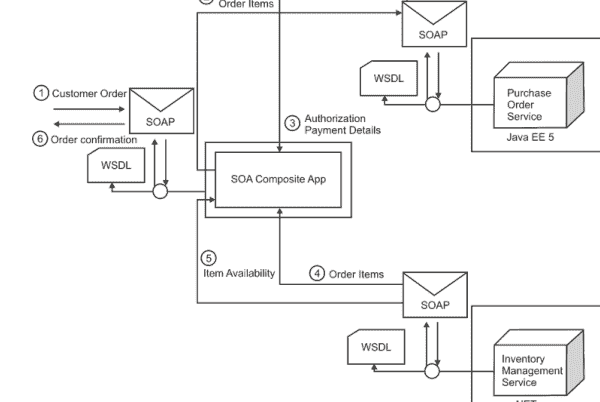 Order Items
SOAP
WSDL
Purchase
Order
Service
Java EE 5
1 Customer Order
SOAP
3 Authorization
Payment Details
6 Order confirmation
WSDL
SOA Composite App
5
Item Availability
4 Order Items
SOAP
WSDL
Inventory
Management
Service
.NET